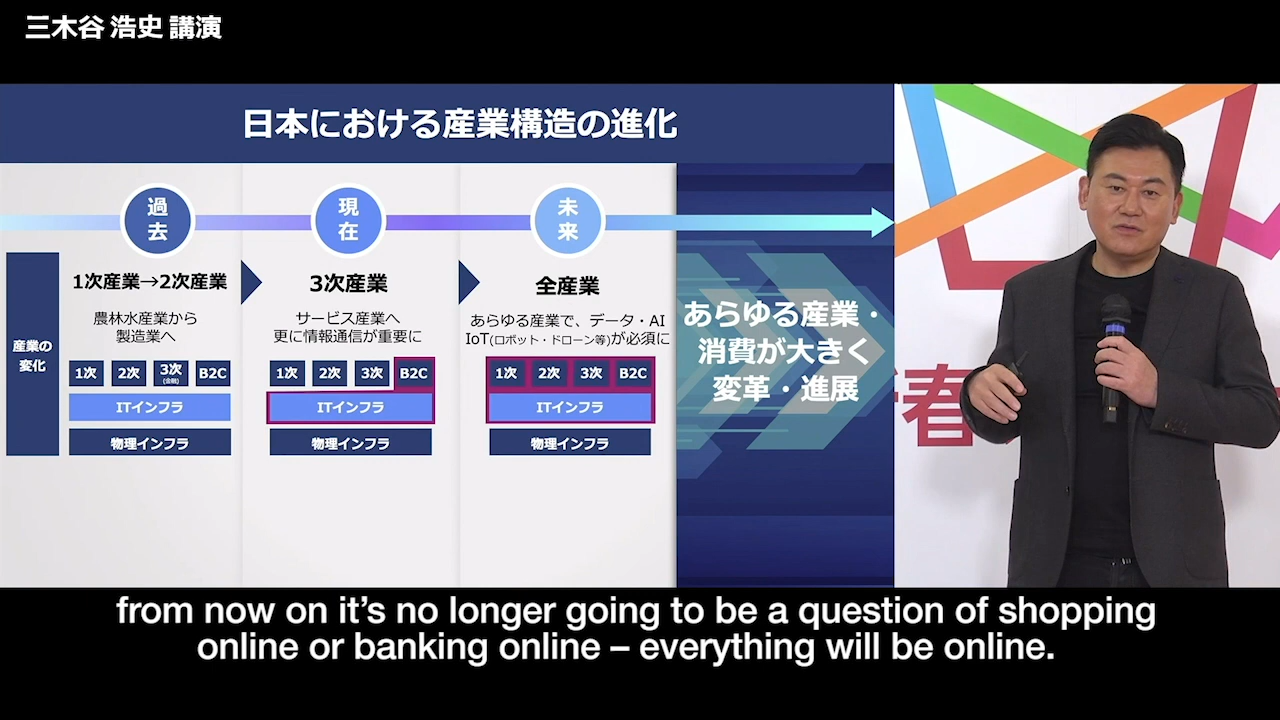 三木谷 浩史 講演
日本における産業構造の進化
過去
現在
未来
産業の
変化
1次産業→2次産業
農林水産業から
製造業へ
1次 2次 3次 B2C
(金融)
ITインフラ
物理インフラ
3次産業
サービス産業へ
更に情報通信が重要に
1次 2次 3次 B2C
ITインフラ
物理インフラ
全産業
あらゆる産業で、データ・AI
IoT(ロボット・ドローン等)が必須に
1次 2次 3次 B2C
ITインフラ
物理インフラ
あらゆる産業・
消費が大きく
変革・進展
春
from now on it's no longer going to be a question of shopping
online or banking online – everything will be online.